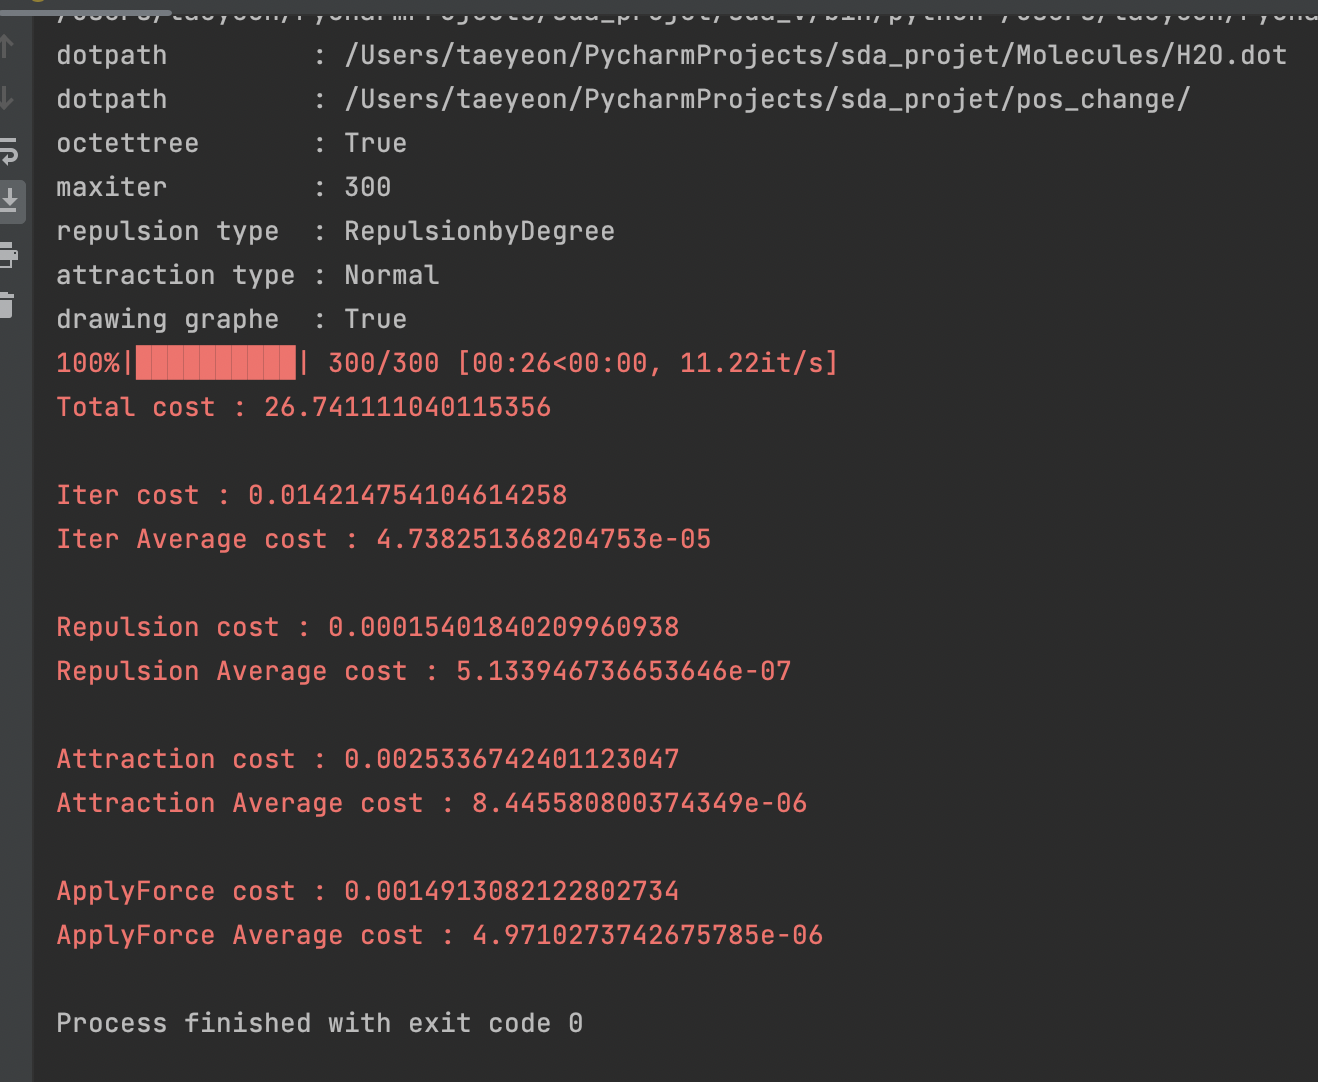 dotpath          : /Users/taeyeon/PycharmProjects/sda_projet/Molecules/H2O.dot
dotpath          : /Users/taeyeon/PycharmProjects/sda_projet/pos_change/
octettree        : True
maxiter          : 300
repulsion type   : RepulsionbyDegree
attraction type : Normal
drawing graphe   : True
100%|██████████| 300/300 [00:26<00:00, 11.22it/s]
Total cost : 26.741111040115356
Iter cost : 0.014214754104614258
Iter Average cost : 4.738251368204753e-05
Repulsion cost : 0.00015401840209960938
Repulsion Average cost : 5.133946736653646e-07
Attraction cost : 0.0025336742401123047
Attraction Average cost : 8.445580800374349e-06
ApplyForce cost : 0.0014913082122802734
ApplyForce Average cost : 4.9710273742675785e-06
Process finished with exit code 0